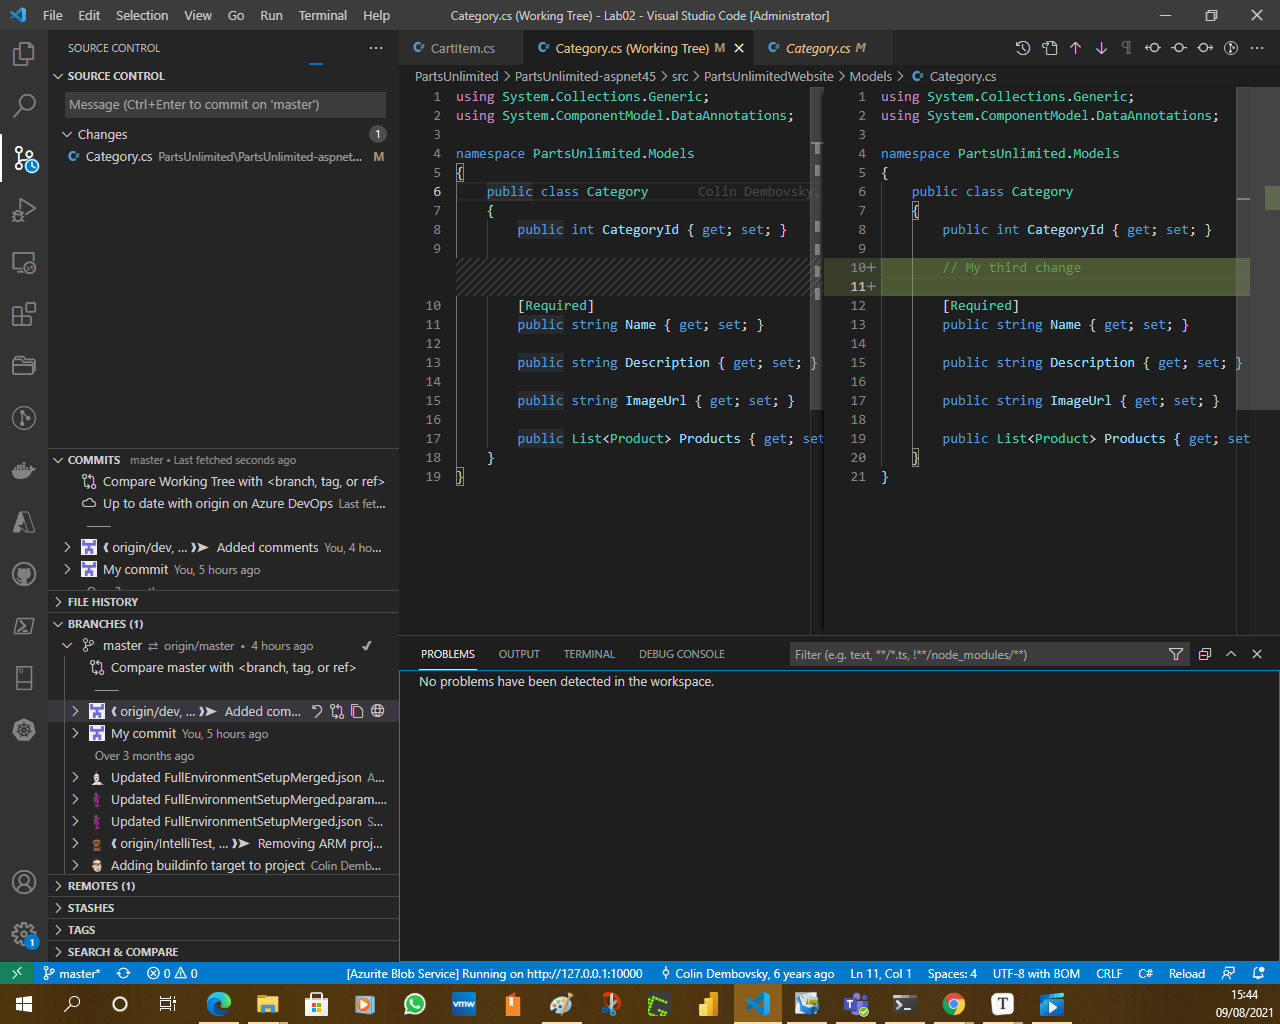 File Edit Selection View Go Run Terminal Help Category.cs (Working Tree) - Lab02 - Visual Studio Code [Administrator]
SOURCE CONTROL
SOURCE CONTROL
Message (Ctrl+Enter to commit on 'master')
Changes 1
Category.cs PartsUnlimited\PartsUnlimited-aspnet... M
COMMITS master • Last fetched seconds ago
Compare Working Tree with <branch, tag, or ref>
Up to date with origin on Azure DevOps Last fet...
origin/dev, ... Added comments You, 4 ho...
My commit You, 5 hours ago
FILE HISTORY
BRANCHES (1)
master origin/master • 4 hours ago
Compare master with <branch, tag, or ref>
origin/dev, ... Added com...
My commit You, 5 hours ago
Over 3 months ago
Updated FullEnvironmentSetupMerged.json A...
Updated FullEnvironmentSetupMerged.param....
Updated FullEnvironmentSetupMerged.json S...
origin/IntelliTest, ... Removing ARM proj...
Adding buildinfo target to project Colin Demb...
REMOTES (1)
STASHES
TAGS
SEARCH & COMPARE
1
CartItem.cs Category.cs (Working Tree) M Category.cs M
PartsUnlimited > PartsUnlimited-aspnet45 > src > PartsUnlimitedWebsite > Models > Category.cs
1 using System.Collections.Generic;
2 using System.ComponentModel.DataAnnotations;
3
4 namespace PartsUnlimited.Models
5 {
6 public class Category Colin Dembovsky,
7 {
8 public int CategoryId { get; set; }
9
10 [Required]
11 public string Name { get; set; }
12
13 public string Description { get; set; }
14
15 public string ImageUrl { get; set; }
16
17 public List<Product> Products { get; set
18 }
19 }
1 using System.Collections.Generic;
2 using System.ComponentModel.DataAnnotations;
3
4 namespace PartsUnlimited.Models
5 {
6 public class Category
7 {
8 public int CategoryId { get; set; }
9
10+ // My third change
11+
12 [Required]
13 public string Name { get; set; }
14
15 public string Description { get; set; }
16
17 public string ImageUrl { get; set; }
18
19 public List<Product> Products { get; set
20 }
21 }
PROBLEMS OUTPUT TERMINAL DEBUG CONSOLE Filter (e.g. text, **/*.ts, !**/node_modules/**)
No problems have been detected in the workspace.
master* 0 0 [Azurite Blob Service] Running on http://127.0.0.1:10000 Colin Dembovsky, 6 years ago Ln 11, Col 1 Spaces: 4 UTF-8 with BOM CRLF C# Reload
vmw T
15:44
09/08/2021